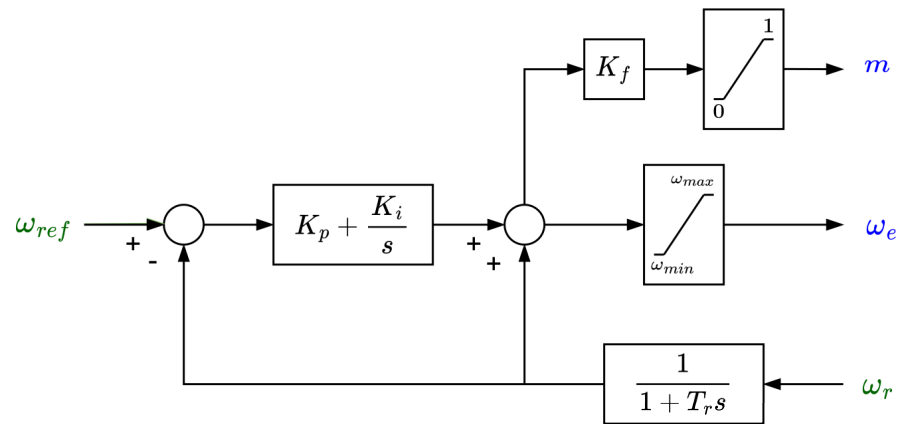 1
K_f
m
0
ω_max
ω_ref
K_p + K_i/s
ω_e
+
-
+
+
ω_min
1/(1 + T_r s)
ω_r